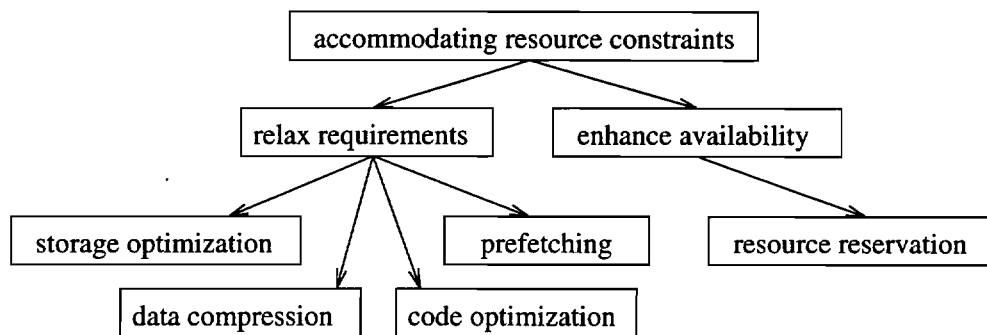 accommodating resource constraints
relax requirements
enhance availability
storage optimization
prefetching
resource reservation
data compression
code optimization